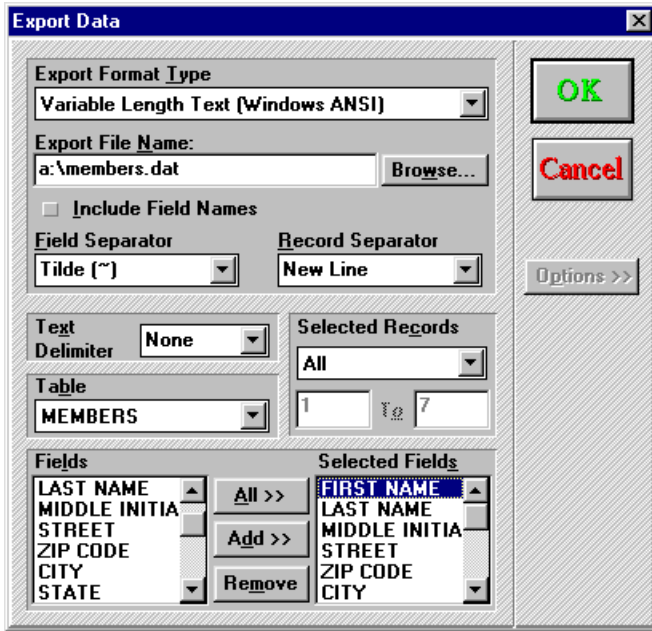 Export Data
Export Format Type
Variable Length Text (Windows ANSI)
Export File Name:
a:\members.dat
Browse...
Include Field Names
Field Separator
Record Separator
Tilde (~)
New Line
Text
Delimiter
None
Selected Records
All
1 To 7
Table
MEMBERS
Fields
LAST NAME
MIDDLE INITIA
STREET
ZIP CODE
CITY
STATE
All >>
Add >>
Remove
Selected Fields
FIRST NAME
LAST NAME
MIDDLE INITIA
STREET
ZIP CODE
CITY
OK
Cancel
Options >>